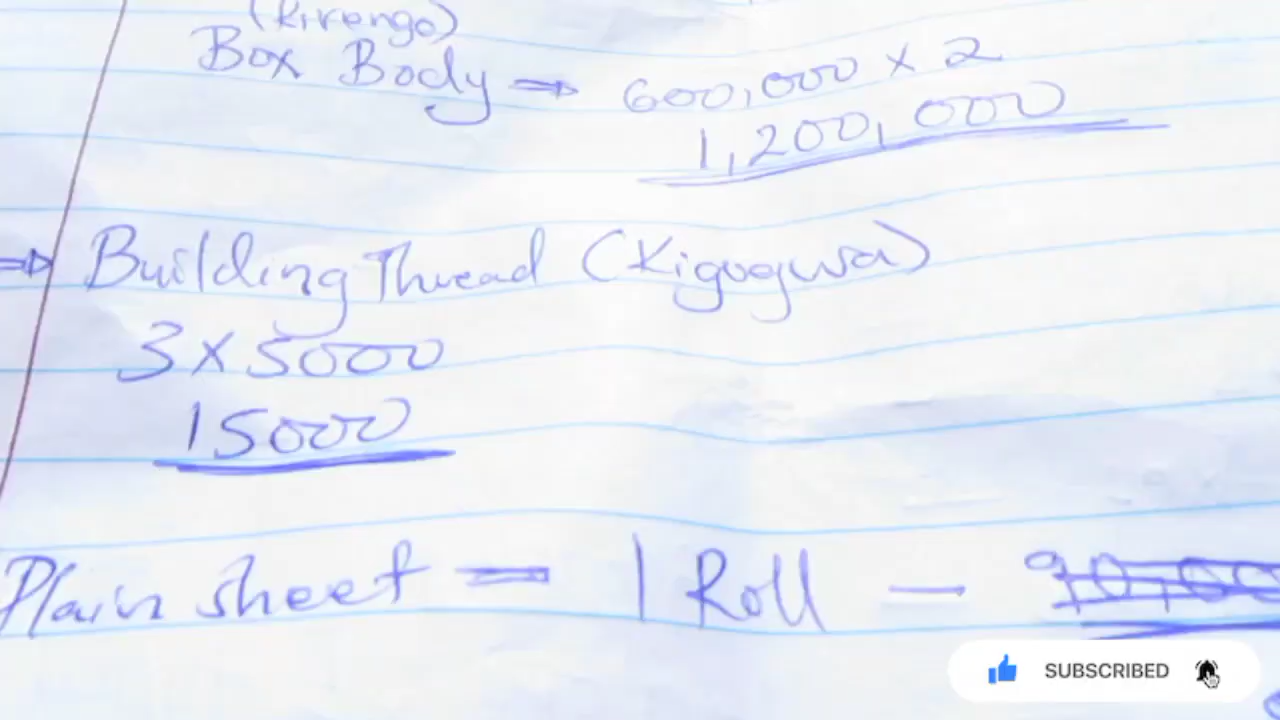 (Kirengo)
Box Body ⇒ 600,000 x 2
1,200,000
⇒ Building Thread (Kigogwa)
3 x 5000
15000
Plain sheet = 1 Roll —
SUBSCRIBED